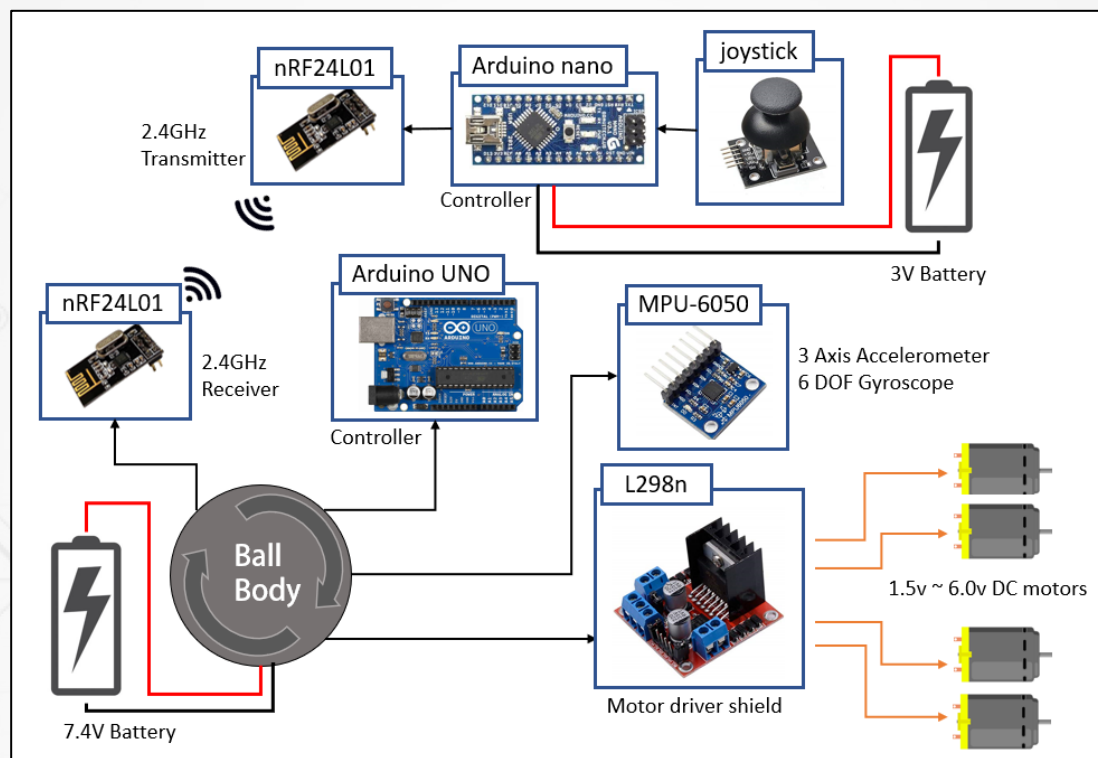 nRF24L01
Arduino nano
joystick
2.4GHz
Transmitter
Controller
3V Battery
Arduino UNO
nRF24L01
MPU-6050
2.4GHz
Receiver
UNO
ARDUINO
3 Axis Accelerometer
6 DOF Gyroscope
Controller
L298n
Ball
Body
1.5v ~ 6.0v DC motors
Motor driver shield
7.4V Battery